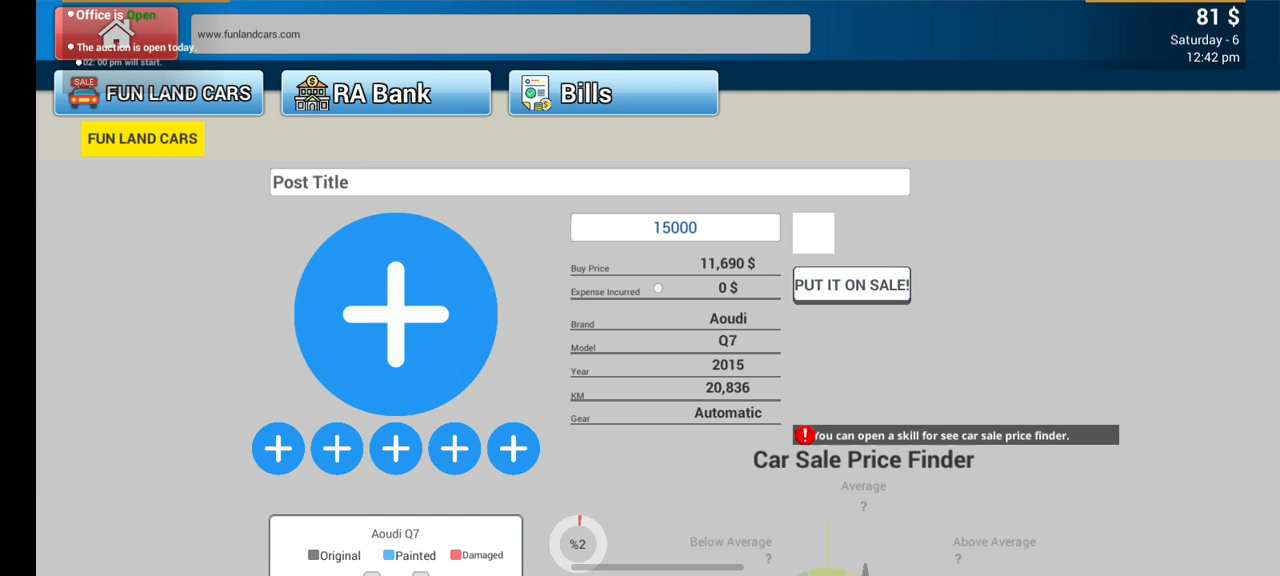 Office is Open
The auction is open today.
02: 00 pm will start.
www.funlandcars.com
81 $
Saturday - 6
12:42 pm
SALE
FUN LAND CARS
RA Bank
Bills
FUN LAND CARS
Post Title
15000
Buy Price 11,690 $
Expense Incurred 0 $
PUT IT ON SALE!
Brand Aoudi
Model Q7
Year 2015
KM 20,836
Gear Automatic
! You can open a skill for see car sale price finder.
Car Sale Price Finder
Average
?
Aoudi Q7
Original Painted Damaged
%2
Below Average
?
Above Average
?